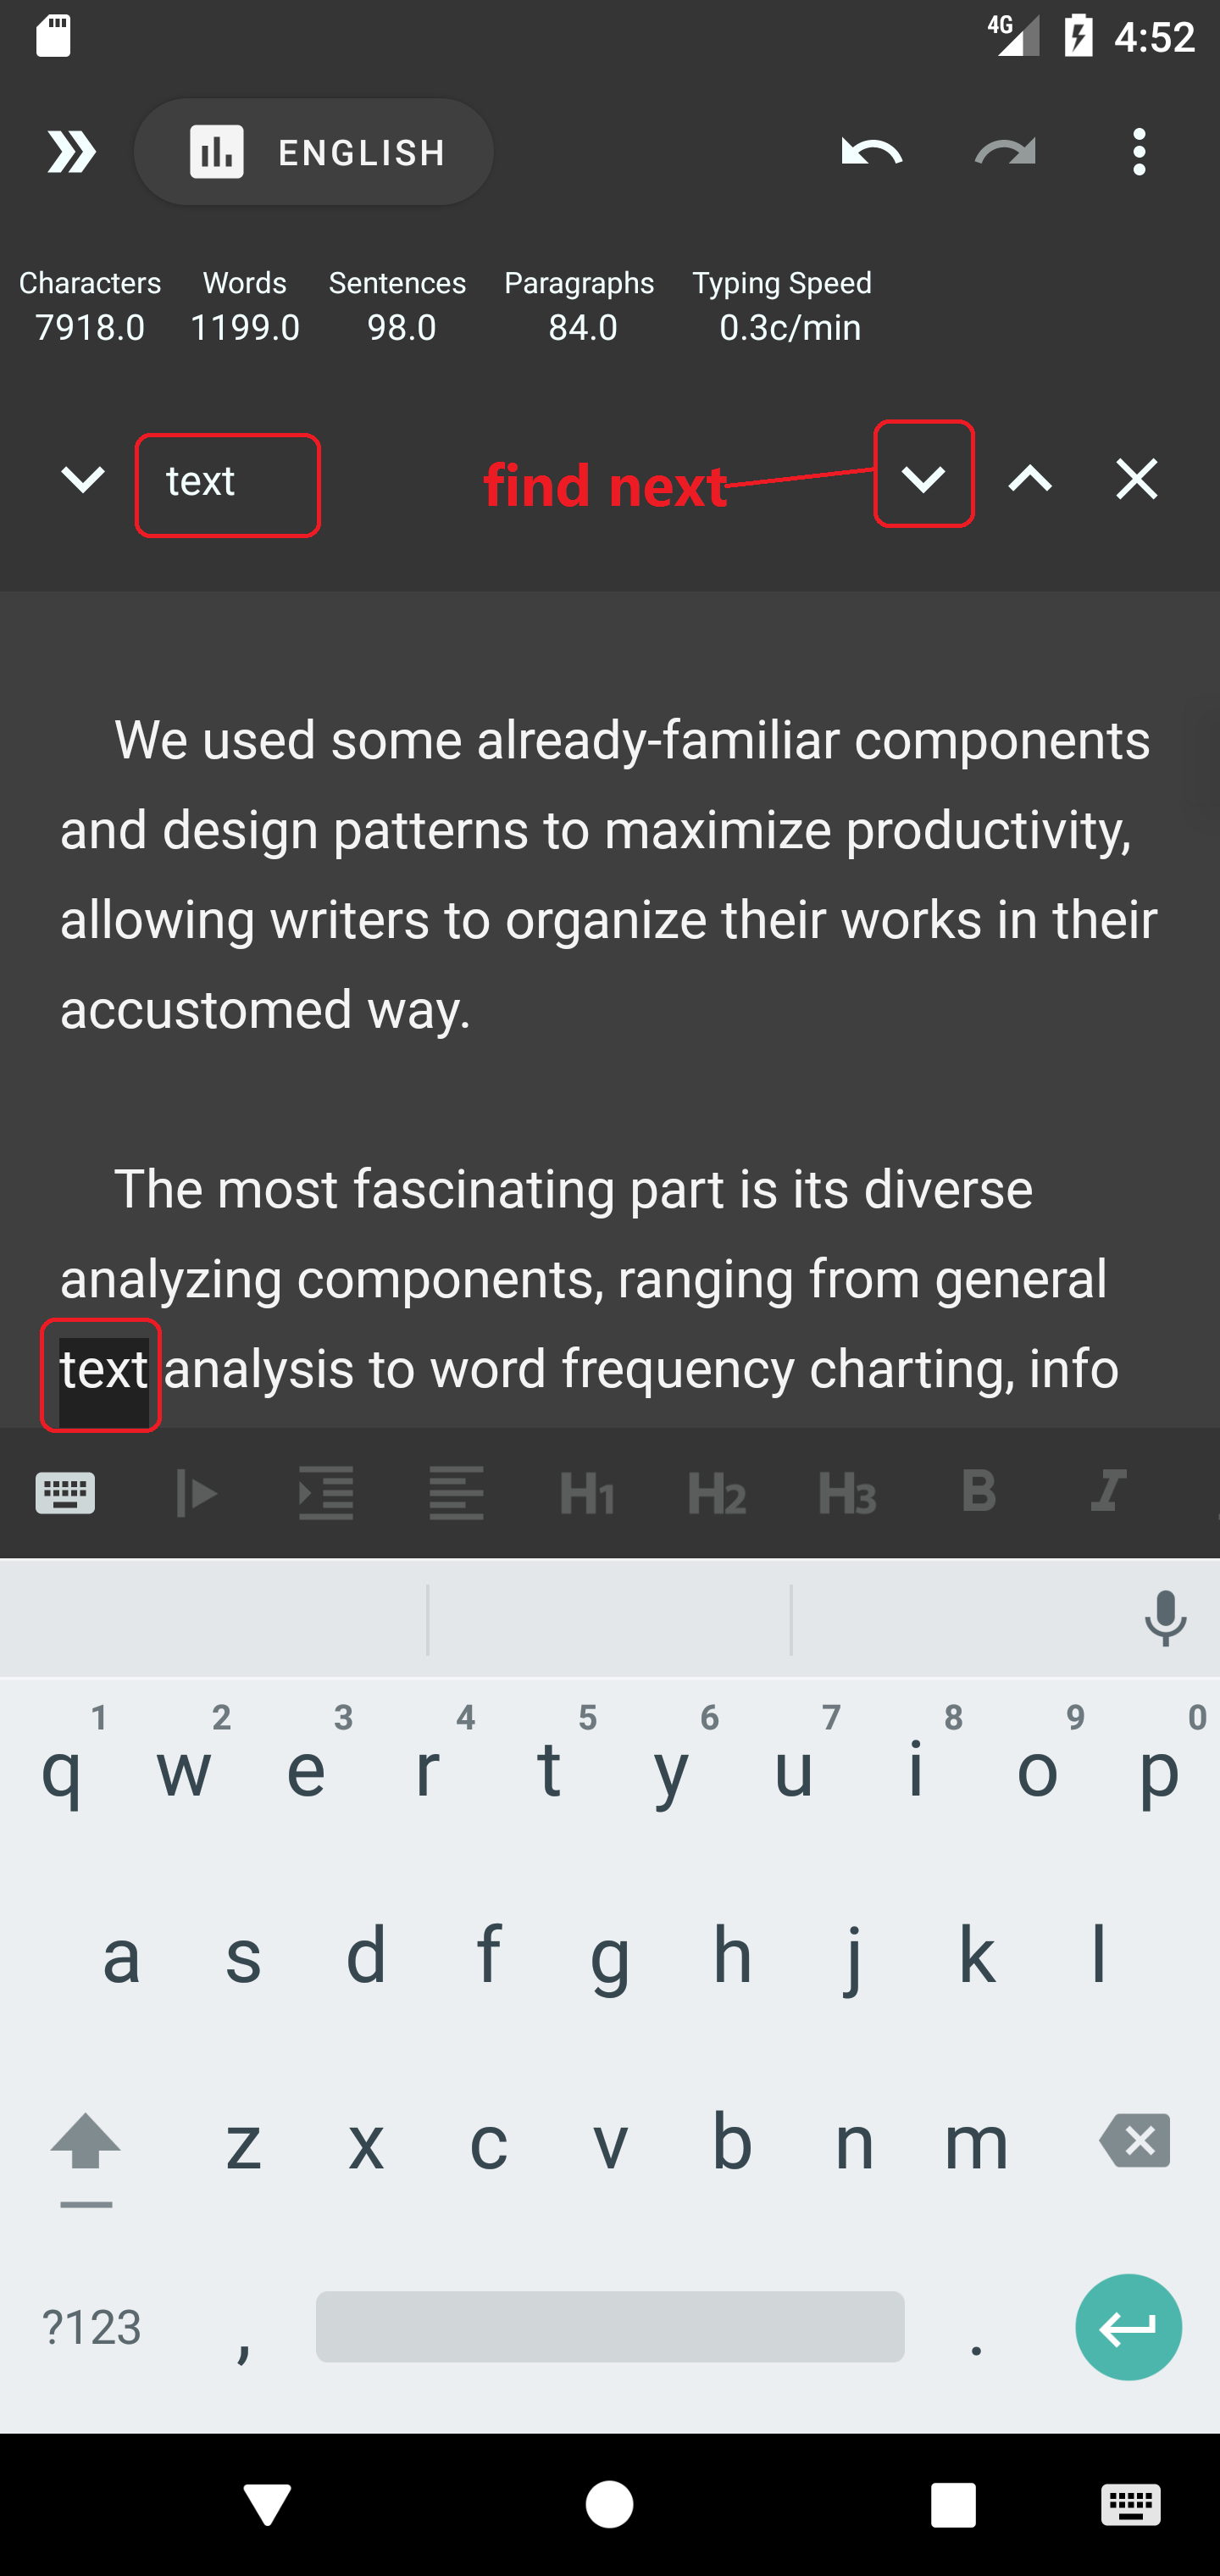 4G 4:52
ENGLISH
Characters Words Sentences Paragraphs Typing Speed
7918.0 1199.0 98.0 84.0 0.3c/min
text find next
We used some already-familiar components
and design patterns to maximize productivity,
allowing writers to organize their works in their
accustomed way.
The most fascinating part is its diverse
analyzing components, ranging from general
text analysis to word frequency charting, info
H1 H2 H3 B I
1 2 3 4 5 6 7 8 9 0
q w e r t y u i o p
a s d f g h j k l
z x c v b n m
?123 , .